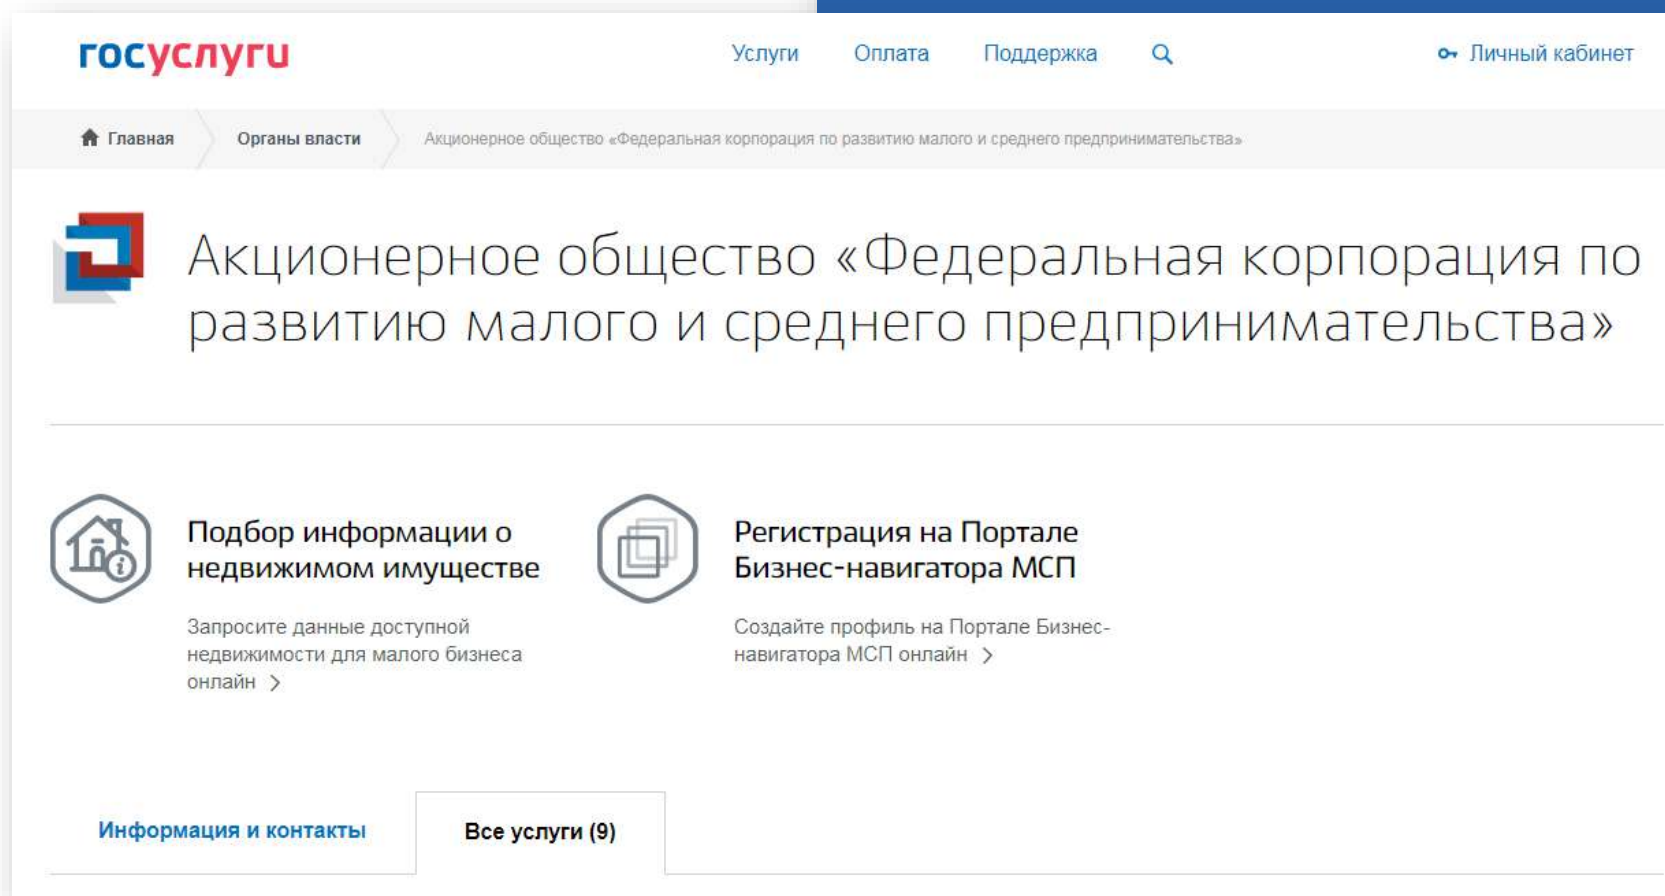 госуслуги
Услуги Оплата Поддержка Личный кабинет
Главная Органы власти Акционерное общество «Федеральная корпорация по развитию малого и среднего предпринимательства»
Акционерное общество «Федеральная корпорация по
развитию малого и среднего предпринимательства»
Подбор информации о
недвижимом имуществе
Запросите данные доступной
недвижимости для малого бизнеса
онлайн >
Регистрация на Портале
Бизнес-навигатора МСП
Создайте профиль на Портале Бизнес-
навигатора МСП онлайн >
Информация и контакты Все услуги (9)